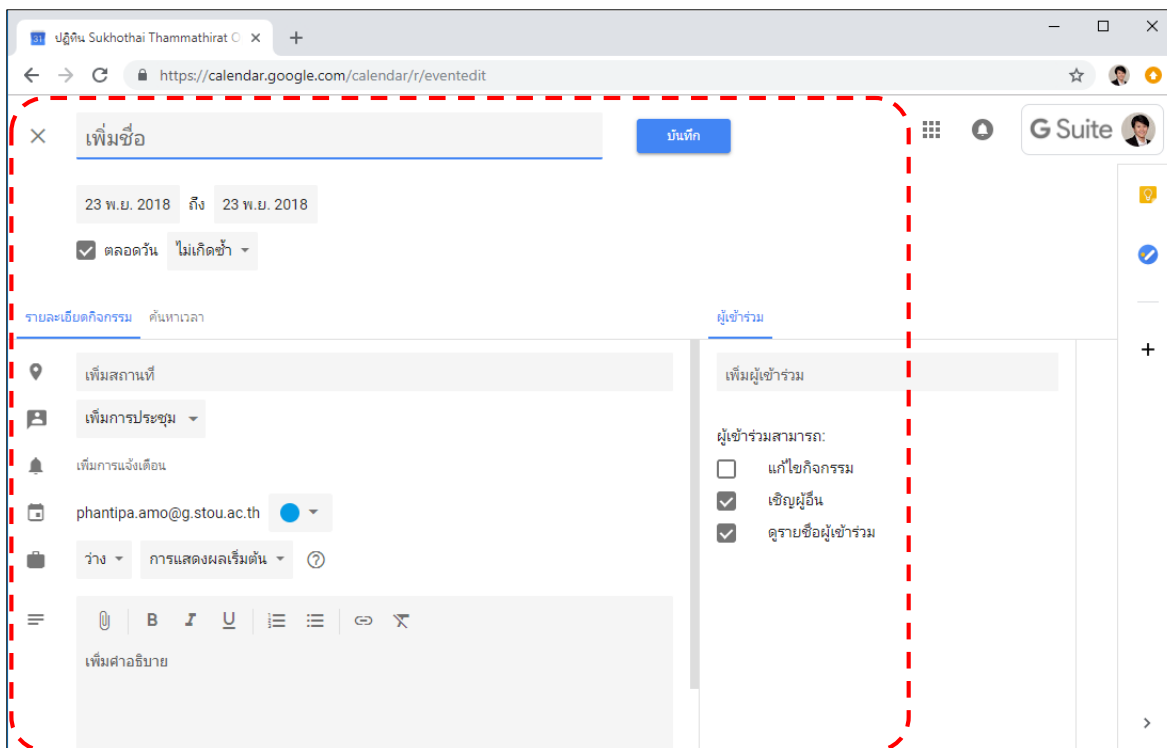 31 ปฏิทิน Sukhothai Thammathirat O
https://calendar.google.com/calendar/r/eventedit
เพิ่มชื่อ
บันทึก
G Suite
23 พ.ย. 2018 ถึง 23 พ.ย. 2018
ตลอดวัน ไม่เกิดซ้ำ
รายละเอียดกิจกรรม ค้นหาเวลา
ผู้เข้าร่วม
เพิ่มสถานที่
เพิ่มผู้เข้าร่วม
เพิ่มการประชุม
ผู้เข้าร่วมสามารถ:
เพิ่มการแจ้งเตือน
แก้ไขกิจกรรม
เชิญผู้อื่น
phantipa.amo@g.stou.ac.th
ดูรายชื่อผู้เข้าร่วม
ว่าง การแสดงผลเริ่มต้น
B I U
เพิ่มคำอธิบาย